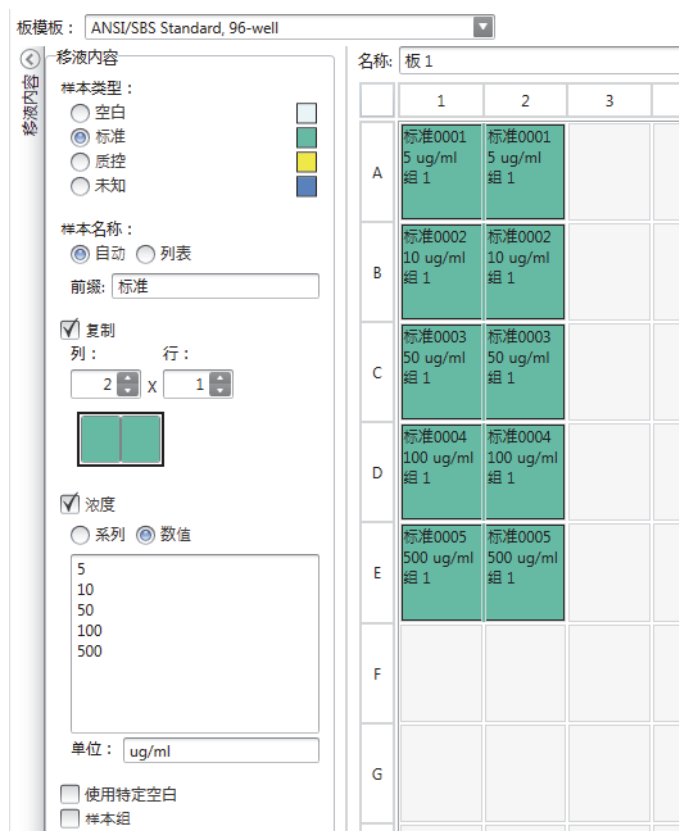 板模板： ANSI/SBS Standard, 96-well
移液内容
移液内容
样本类型：
空白
标准
质控
未知
样本名称：
自动 列表
前缀: 标准
复制
列： 行：
2 x 1
浓度
系列 数值
5
10
50
100
500
单位： ug/ml
使用特定空白
样本组
名称: 板 1
1 2 3
A
标准0001 标准0001
5 ug/ml 5 ug/ml
组 1 组 1
B
标准0002 标准0002
10 ug/ml 10 ug/ml
组 1 组 1
C
标准0003 标准0003
50 ug/ml 50 ug/ml
组 1 组 1
D
标准0004 标准0004
100 ug/ml 100 ug/ml
组 1 组 1
E
标准0005 标准0005
500 ug/ml 500 ug/ml
组 1 组 1
F
G